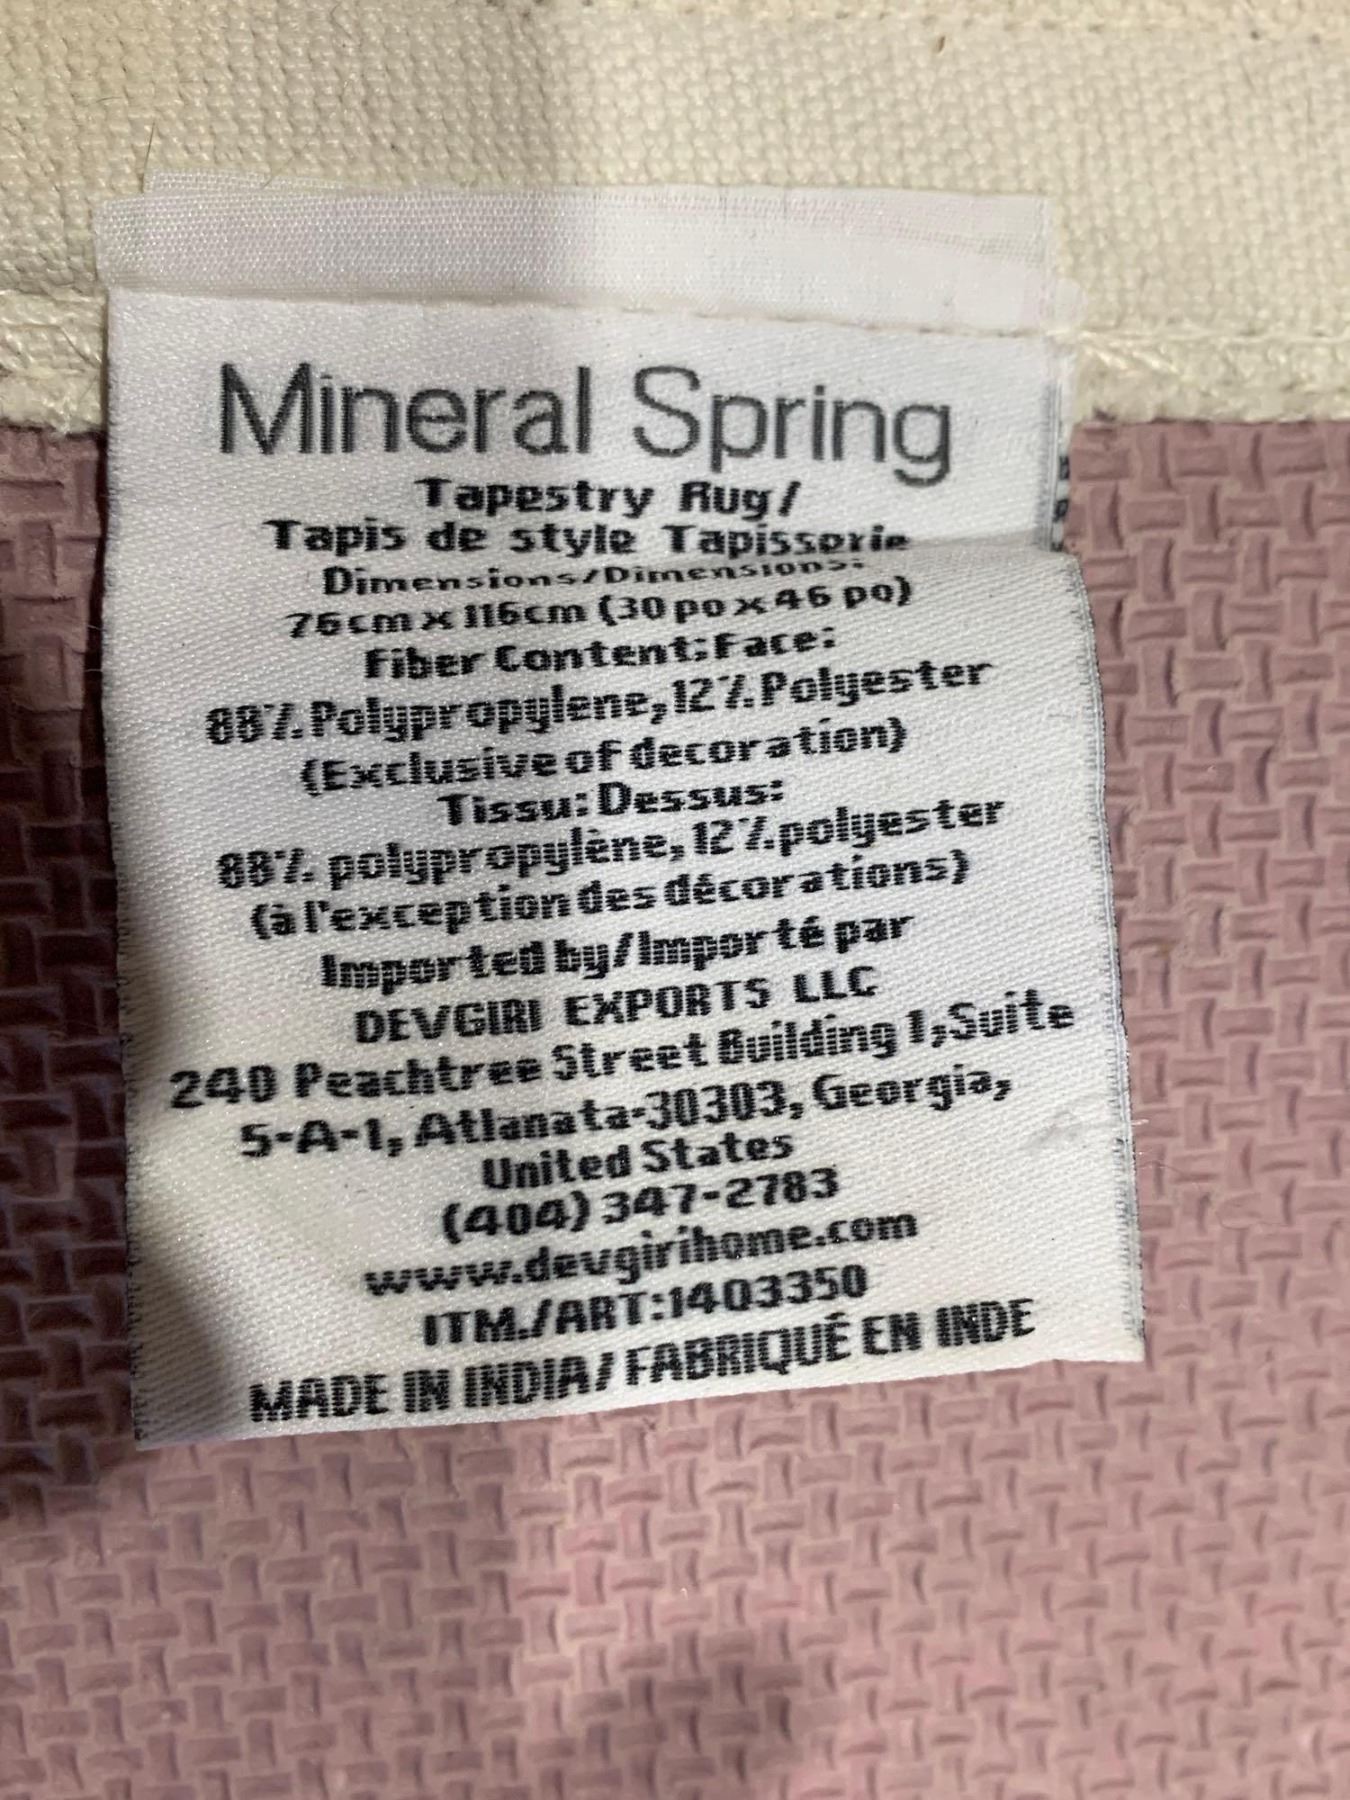 Mineral Spring
Tapestry Rug/
Tapis de style Tapisserie
Dimensions/Dimensions:
76cm x 116cm (30 po x 46 po)
Fiber Content:Face:
88% Polypropylene, 12% Polyester
(Exclusive of decoration)
Tissu: Dessus:
88% polypropylène, 12% polyester
(à l'exception des décorations)
Imported by/Importé par
DEVGIRI EXPORTS LLC
240 Peachtree Street Building 1, Suite
5-A-1, Atlanata-30303, Georgia,
United States
(404) 347-2783
www.devgirihome.com
ITM./ART:1403350
MADE IN INDIA/ FABRIQUÉ EN INDE